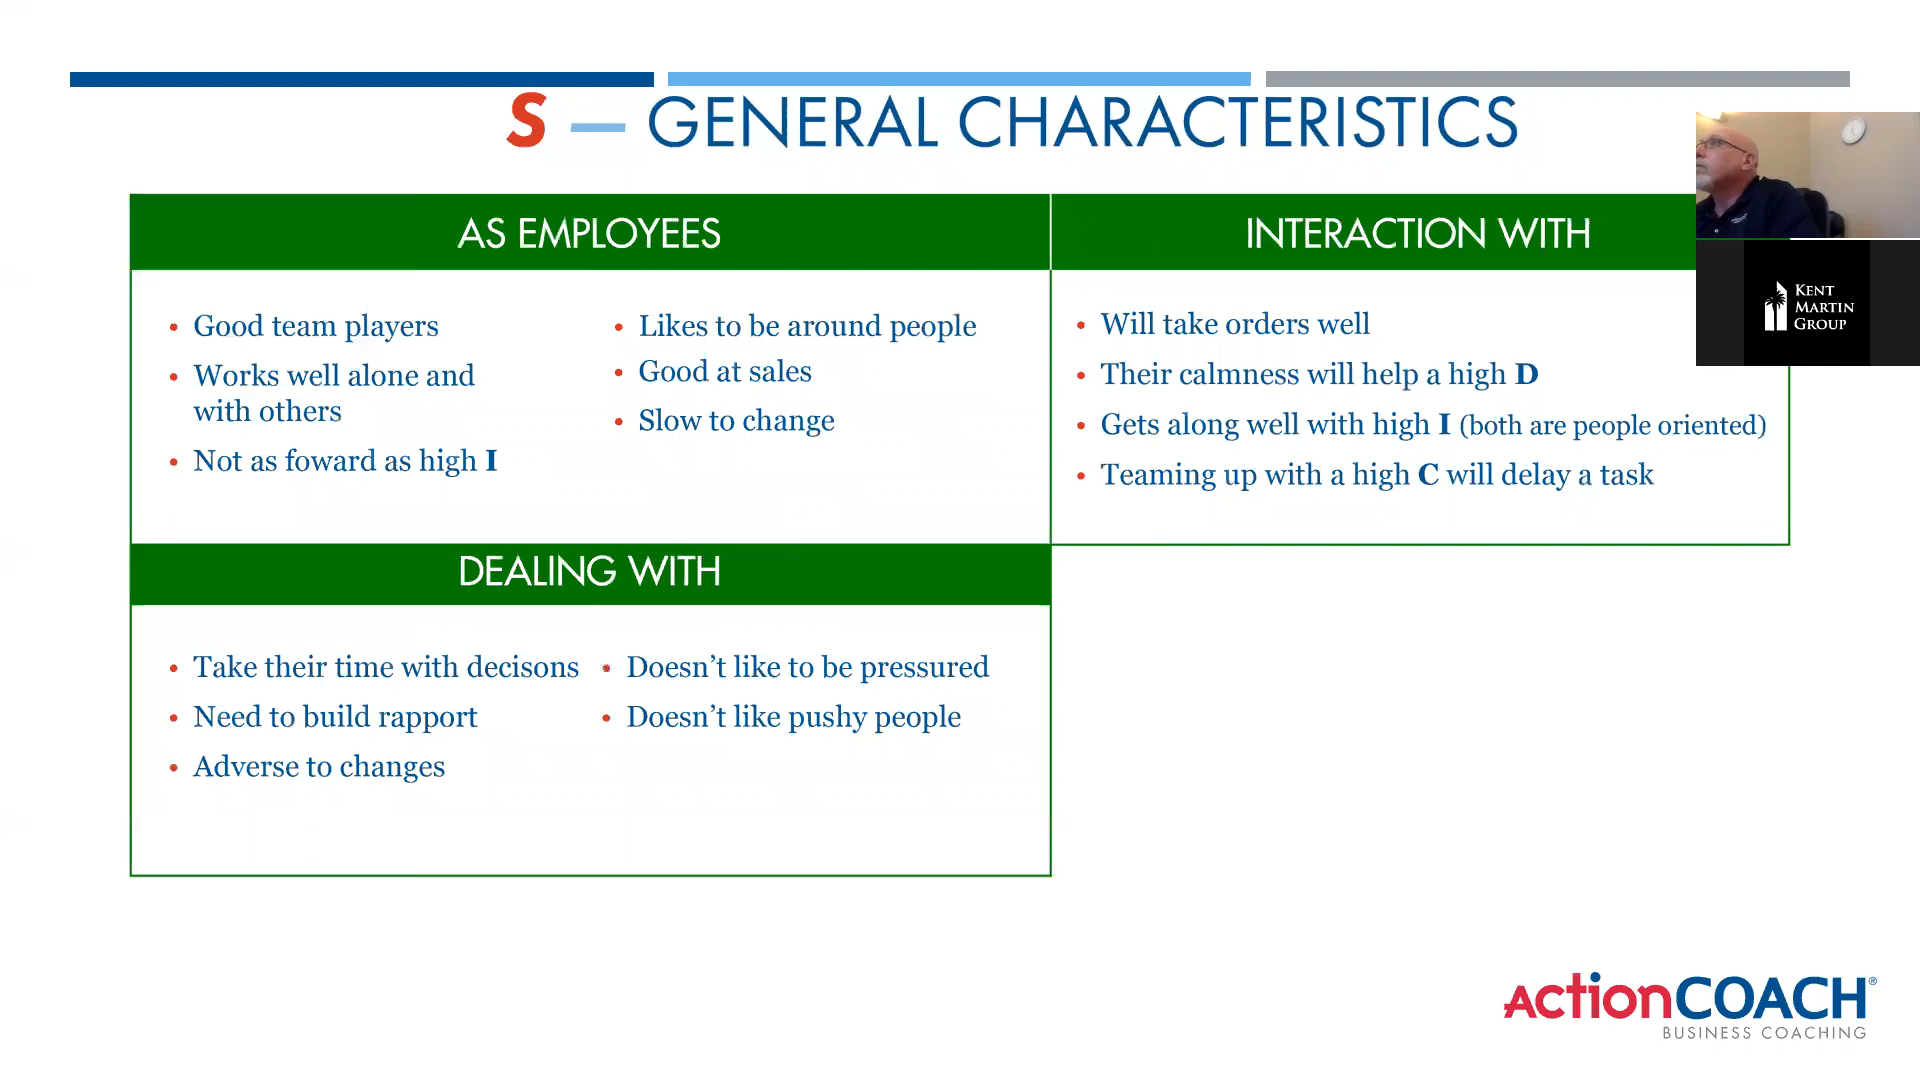 S — GENERAL CHARACTERISTICS
AS EMPLOYEES
• Good team players
• Works well alone and
with others
• Not as foward as high I
• Likes to be around people
• Good at sales
• Slow to change
INTERACTION WITH
• Will take orders well
• Their calmness will help a high D
• Gets along well with high I (both are people oriented)
• Teaming up with a high C will delay a task
DEALING WITH
• Take their time with decisons
• Need to build rapport
• Adverse to changes
• Doesn’t like to be pressured
• Doesn’t like pushy people
KENT
MARTIN
GROUP
ActionCOACH®
BUSINESS COACHING